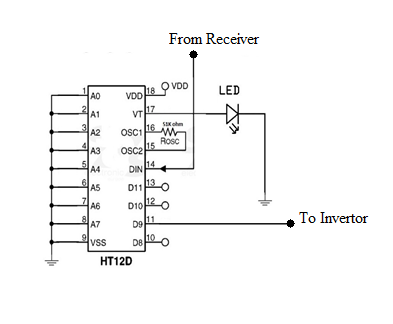 From Receiver
VDD
LED
1 A0 VDD 18
2 A1 VT 17
3 A2 OSC1 16
51K ohm
ROSC
4 A3 OSC2 15
5 A4 DIN 14
6 A5 D11 13
7 A6 D10 12
8 A7 D9 11
To Invertor
9 VSS D8 10
HT12D